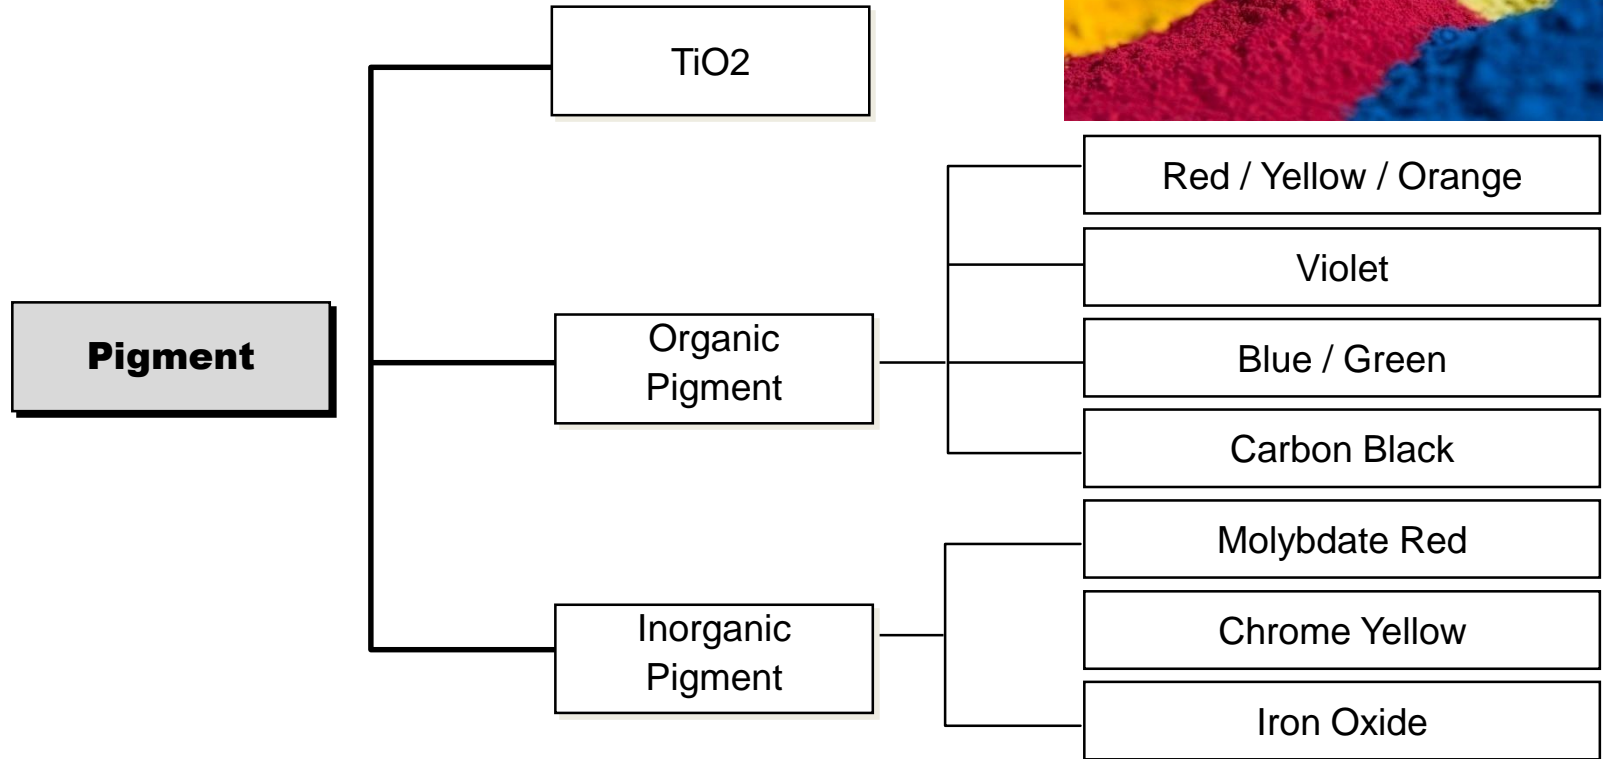 TiO2
Red / Yellow / Orange
Violet
Pigment
Organic
Pigment
Blue / Green
Carbon Black
Molybdate Red
Inorganic
Pigment
Chrome Yellow
Iron Oxide